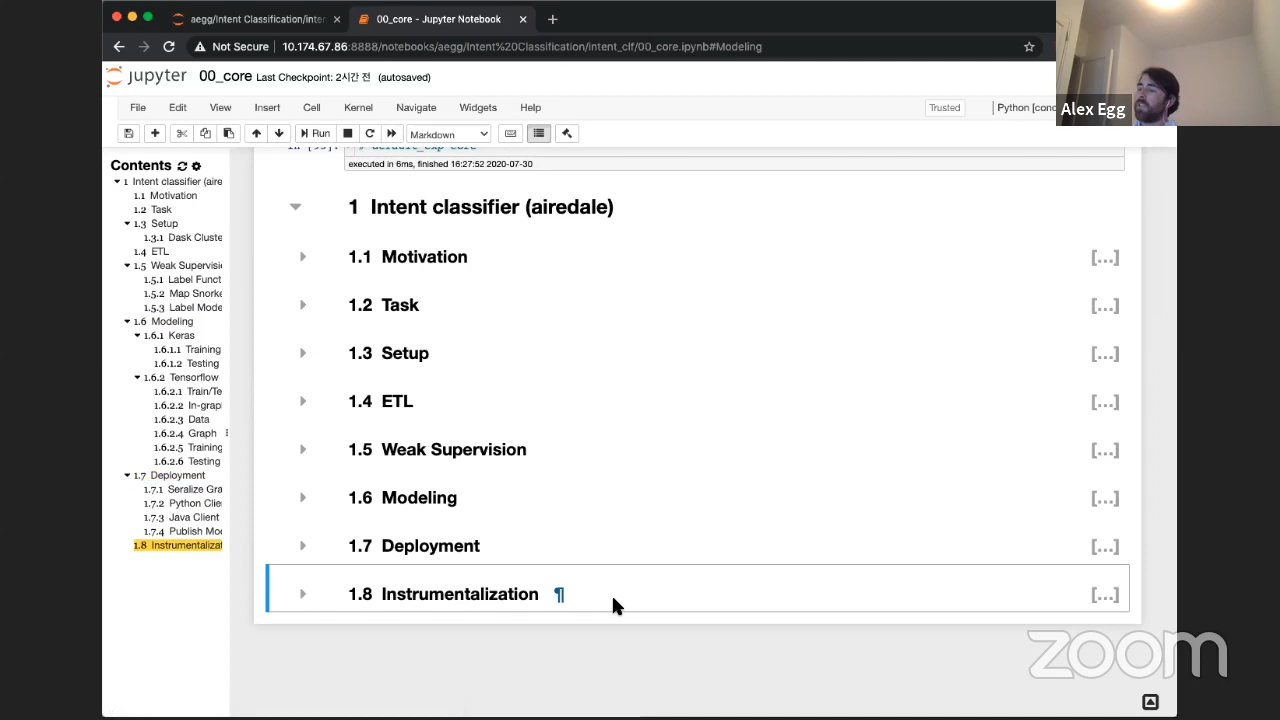 aegg/Intent Classification/inter
00_core - Jupyter Notebook
Not Secure 10.174.67.86:8888/notebooks/aegg/Intent%20Classification/intent_clf/00_core.ipynb#Modeling
Alex Egg
jupyter 00_core Last Checkpoint: 2시간 전 (autosaved)
File Edit View Insert Cell Kernel Navigate Widgets Help Trusted Python [cond
Run Markdown
Contents
1 Intent classifier (aire
1.1 Motivation
1.2 Task
1.3 Setup
1.3.1 Dask Cluste
1.4 ETL
1.5 Weak Supervisi
1.5.1 Label Funct
1.5.2 Map Snorke
1.5.3 Label Mode
1.6 Modeling
1.6.1 Keras
1.6.1.1 Training
1.6.1.2 Testing
1.6.2 Tensorflow
1.6.2.1 Train/Te
1.6.2.2 In-grap
1.6.2.3 Data
1.6.2.4 Graph
1.6.2.5 Training
1.6.2.6 Testing
1.7 Deployment
1.7.1 Seralize Gra
1.7.2 Python Clie
1.7.3 Java Client
1.7.4 Publish Mod
1.8 Instrumentalizat
executed in 6ms, finished 16:27:52 2020-07-30
1 Intent classifier (airedale)
1.1 Motivation [...]
1.2 Task [...]
1.3 Setup [...]
1.4 ETL [...]
1.5 Weak Supervision [...]
1.6 Modeling [...]
1.7 Deployment [...]
1.8 Instrumentalization ¶ [...]
zoom